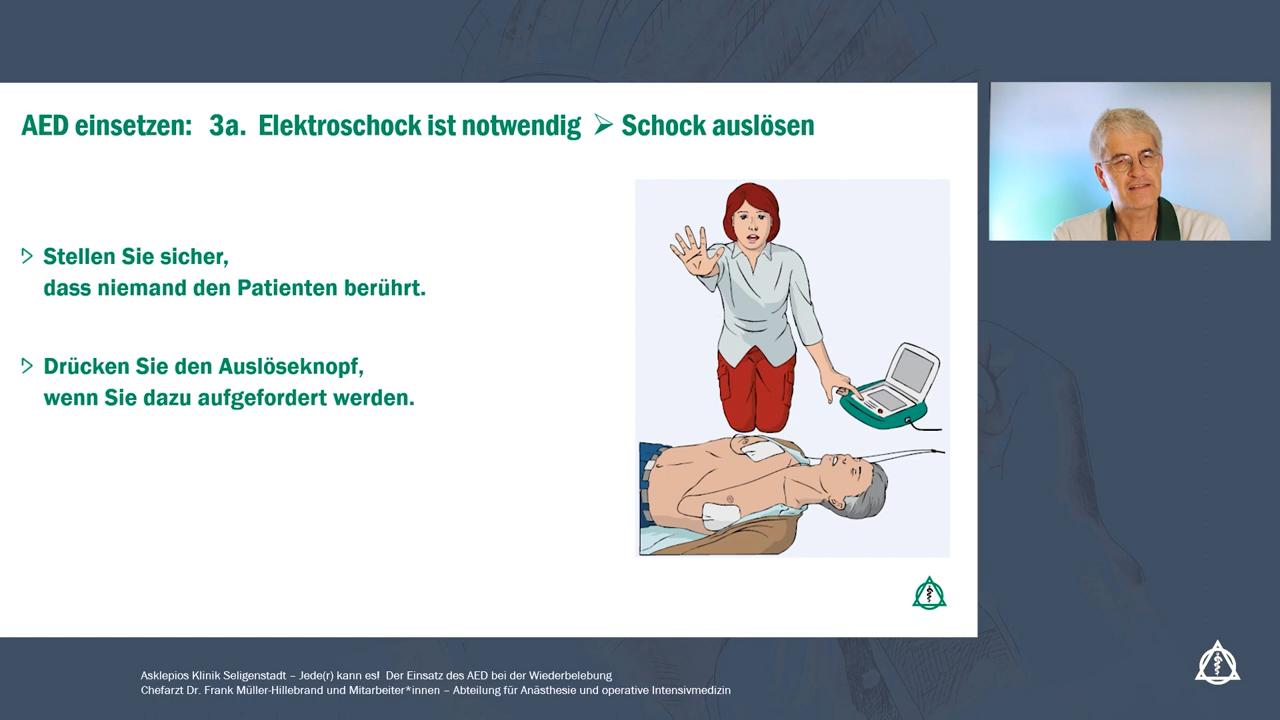 AED einsetzen: 3a. Elektroschock ist notwendig ➢ Schock auslösen
Stellen Sie sicher,
dass niemand den Patienten berührt.
Drücken Sie den Auslöseknopf,
wenn Sie dazu aufgefordert werden.
Asklepios Klinik Seligenstadt – Jede(r) kann es! Der Einsatz des AED bei der Wiederbelebung
Chefarzt Dr. Frank Müller-Hillebrand und Mitarbeiter*innen – Abteilung für Anästhesie und operative Intensivmedizin